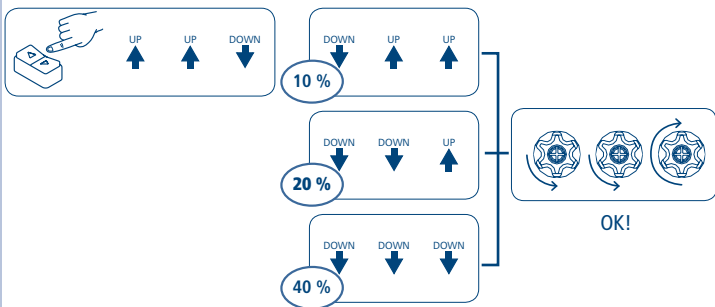 UP UP DOWN
DOWN UP UP
10 %
DOWN DOWN UP
20 %
DOWN DOWN DOWN
40 %
OK!